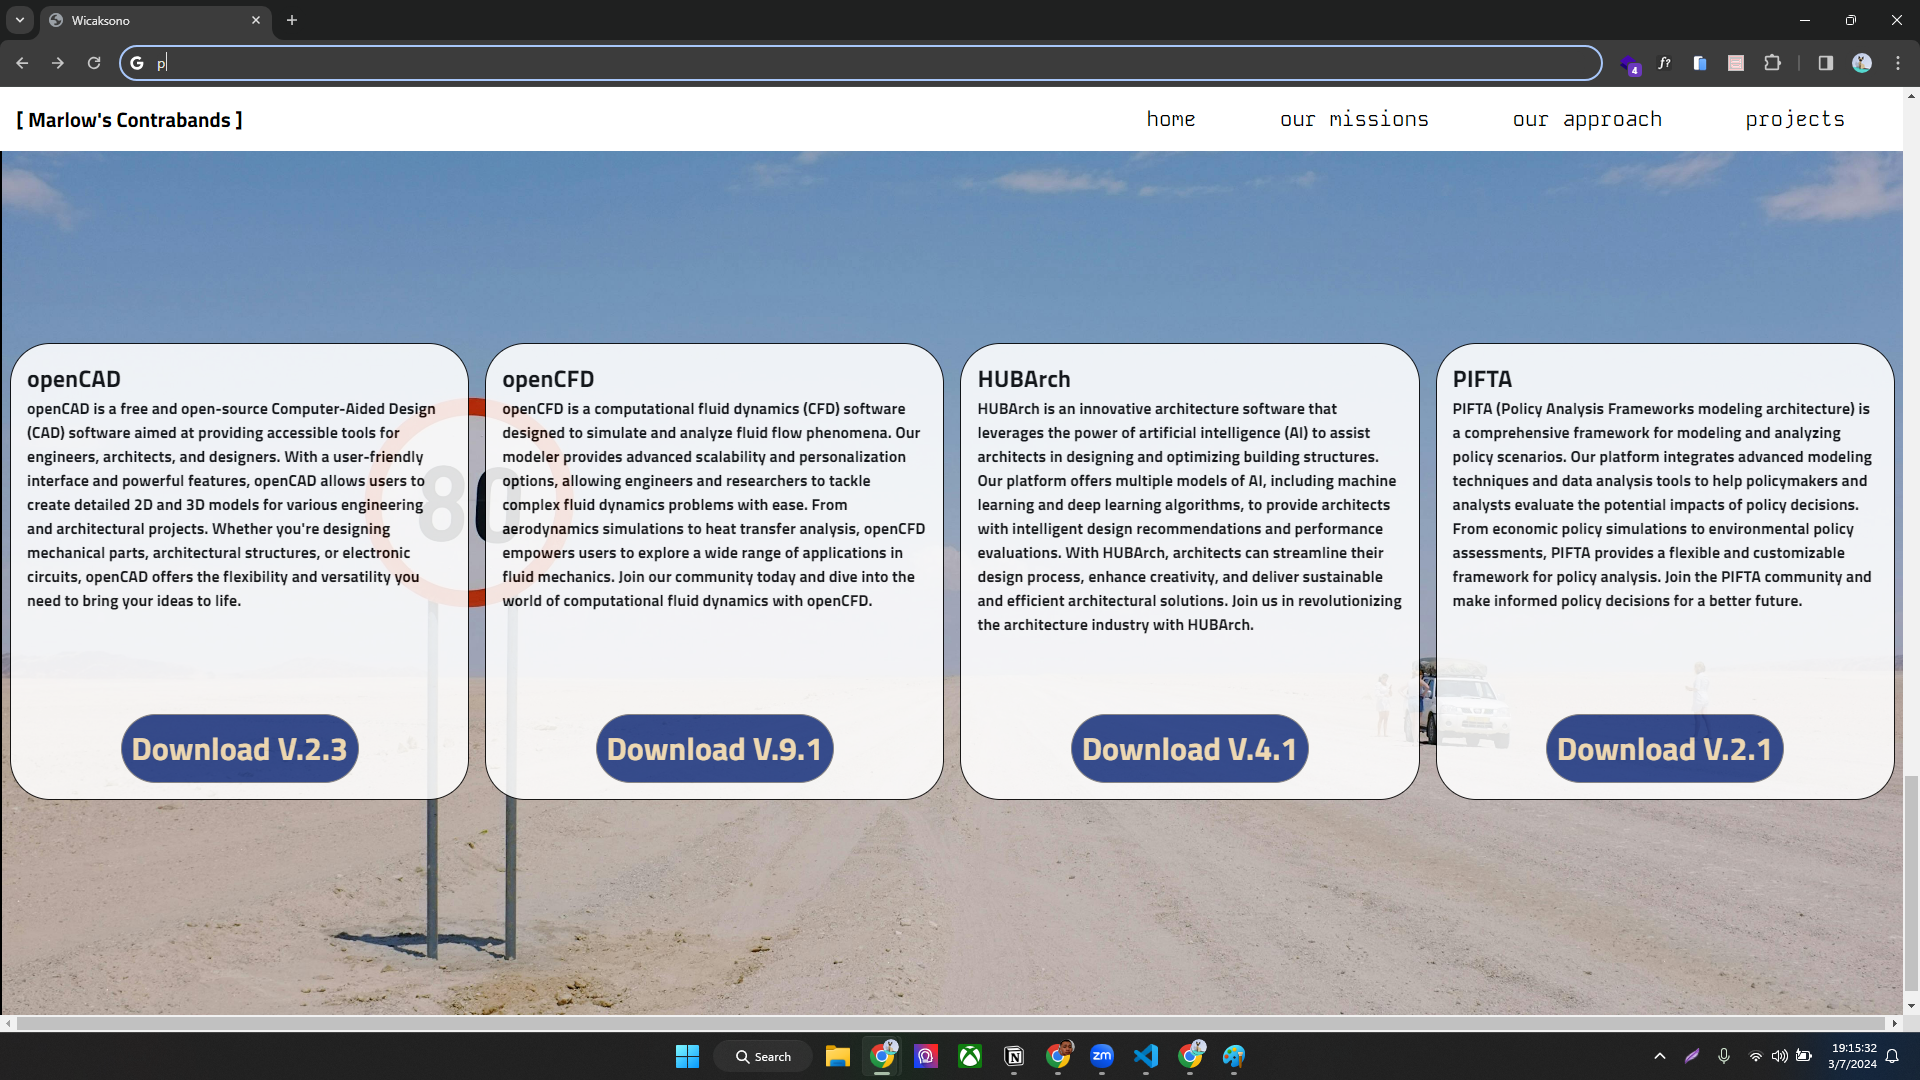 Wicaksono
p
4
f?
[ Marlow's Contrabands ]
home
our missions
our approach
projects
openCAD
openCAD is a free and open-source Computer-Aided Design
(CAD) software aimed at providing accessible tools for
engineers, architects, and designers. With a user-friendly
interface and powerful features, openCAD allows users to
create detailed 2D and 3D models for various engineering
and architectural projects. Whether you're designing
mechanical parts, architectural structures, or electronic
circuits, openCAD offers the flexibility and versatility you
need to bring your ideas to life.
Download V.2.3
80
openCFD
openCFD is a computational fluid dynamics (CFD) software
designed to simulate and analyze fluid flow phenomena. Our
modeler provides advanced scalability and personalization
options, allowing engineers and researchers to tackle
complex fluid dynamics problems with ease. From
aerodynamics simulations to heat transfer analysis, openCFD
empowers users to explore a wide range of applications in
fluid mechanics. Join our community today and dive into the
world of computational fluid dynamics with openCFD.
Download V.9.1
HUBArch
HUBArch is an innovative architecture software that
leverages the power of artificial intelligence (AI) to assist
architects in designing and optimizing building structures.
Our platform offers multiple models of AI, including machine
learning and deep learning algorithms, to provide architects
with intelligent design recommendations and performance
evaluations. With HUBArch, architects can streamline their
design process, enhance creativity, and deliver sustainable
and efficient architectural solutions. Join us in revolutionizing
the architecture industry with HUBArch.
Download V.4.1
PIFTA
PIFTA (Policy Analysis Frameworks modeling architecture) is
a comprehensive framework for modeling and analyzing
policy scenarios. Our platform integrates advanced modeling
techniques and data analysis tools to help policymakers and
analysts evaluate the potential impacts of policy decisions.
From economic policy simulations to environmental policy
assessments, PIFTA provides a flexible and customizable
framework for policy analysis. Join the PIFTA community and
make informed policy decisions for a better future.
Download V.2.1
Search
zm
19:15:32
3/7/2024